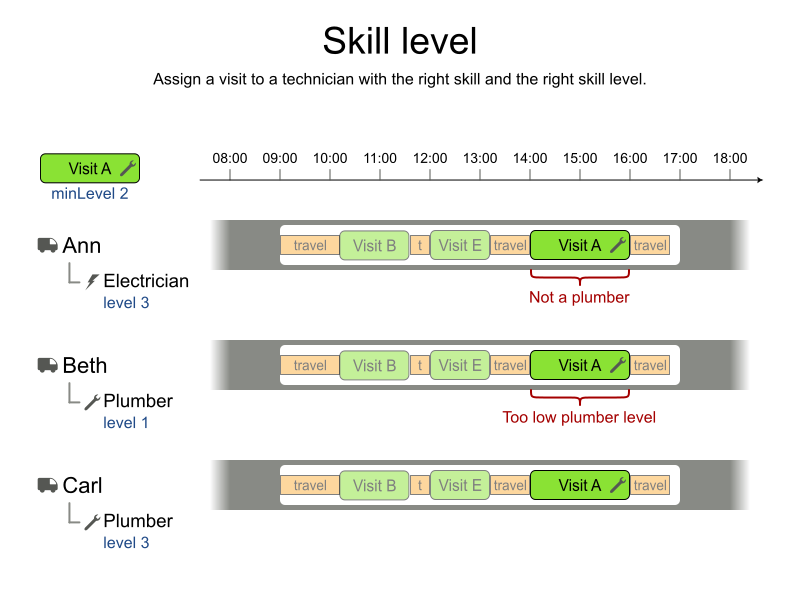 Skill level
Assign a visit to a technician with the right skill and the right skill level.
Visit A
minLevel 2
08:00 09:00 10:00 11:00 12:00 13:00 14:00 15:00 16:00 17:00 18:00
Ann
Electrician
level 3
travel Visit B t Visit E travel Visit A travel
Not a plumber
Beth
Plumber
level 1
travel Visit B t Visit E travel Visit A travel
Too low plumber level
Carl
Plumber
level 3
travel Visit B t Visit E travel Visit A travel